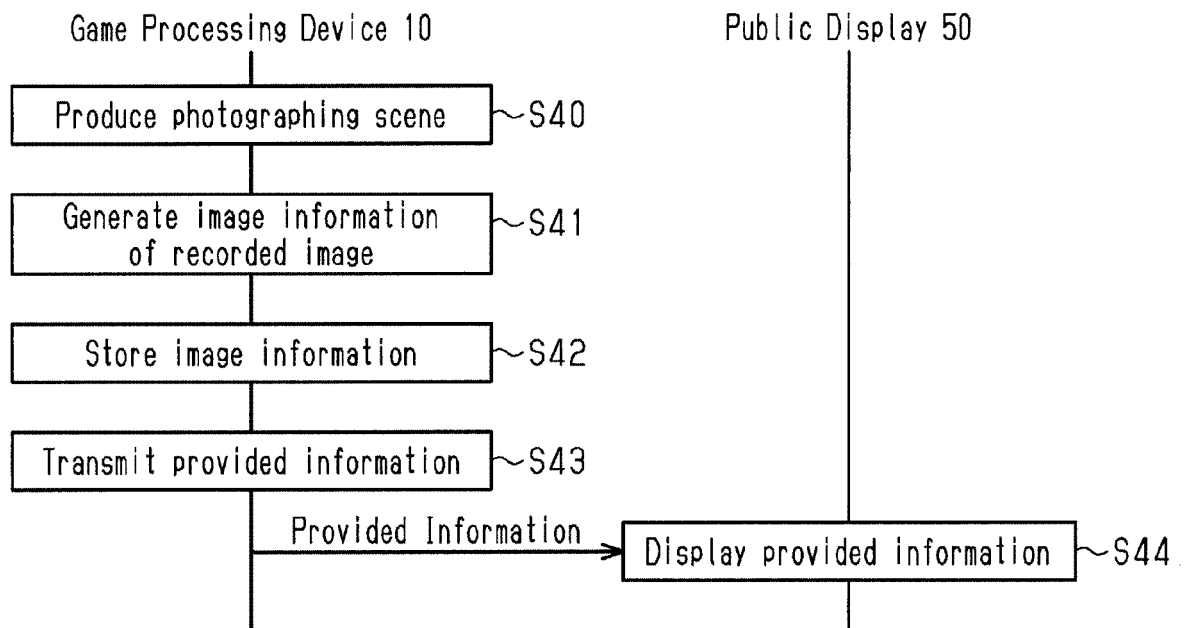 Game Processing Device 10
Public Display 50
Produce photographing scene
S40
Generate image information
of recorded image
S41
Store image information
S42
Transmit provided information
S43
Provided Information
Display provided information
S44